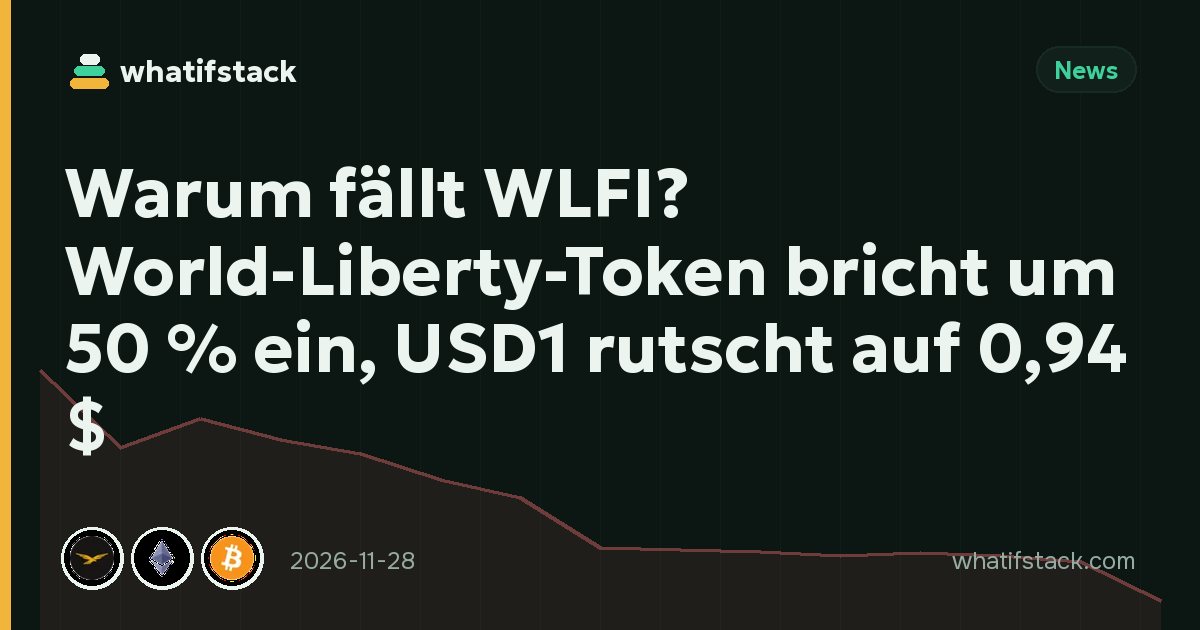 whatifstack
News
Warum fällt WLFI?
World-Liberty-Token bricht um
50 % ein, USD1 rutscht auf 0,94
$
2026-11-28
whatifstack.com